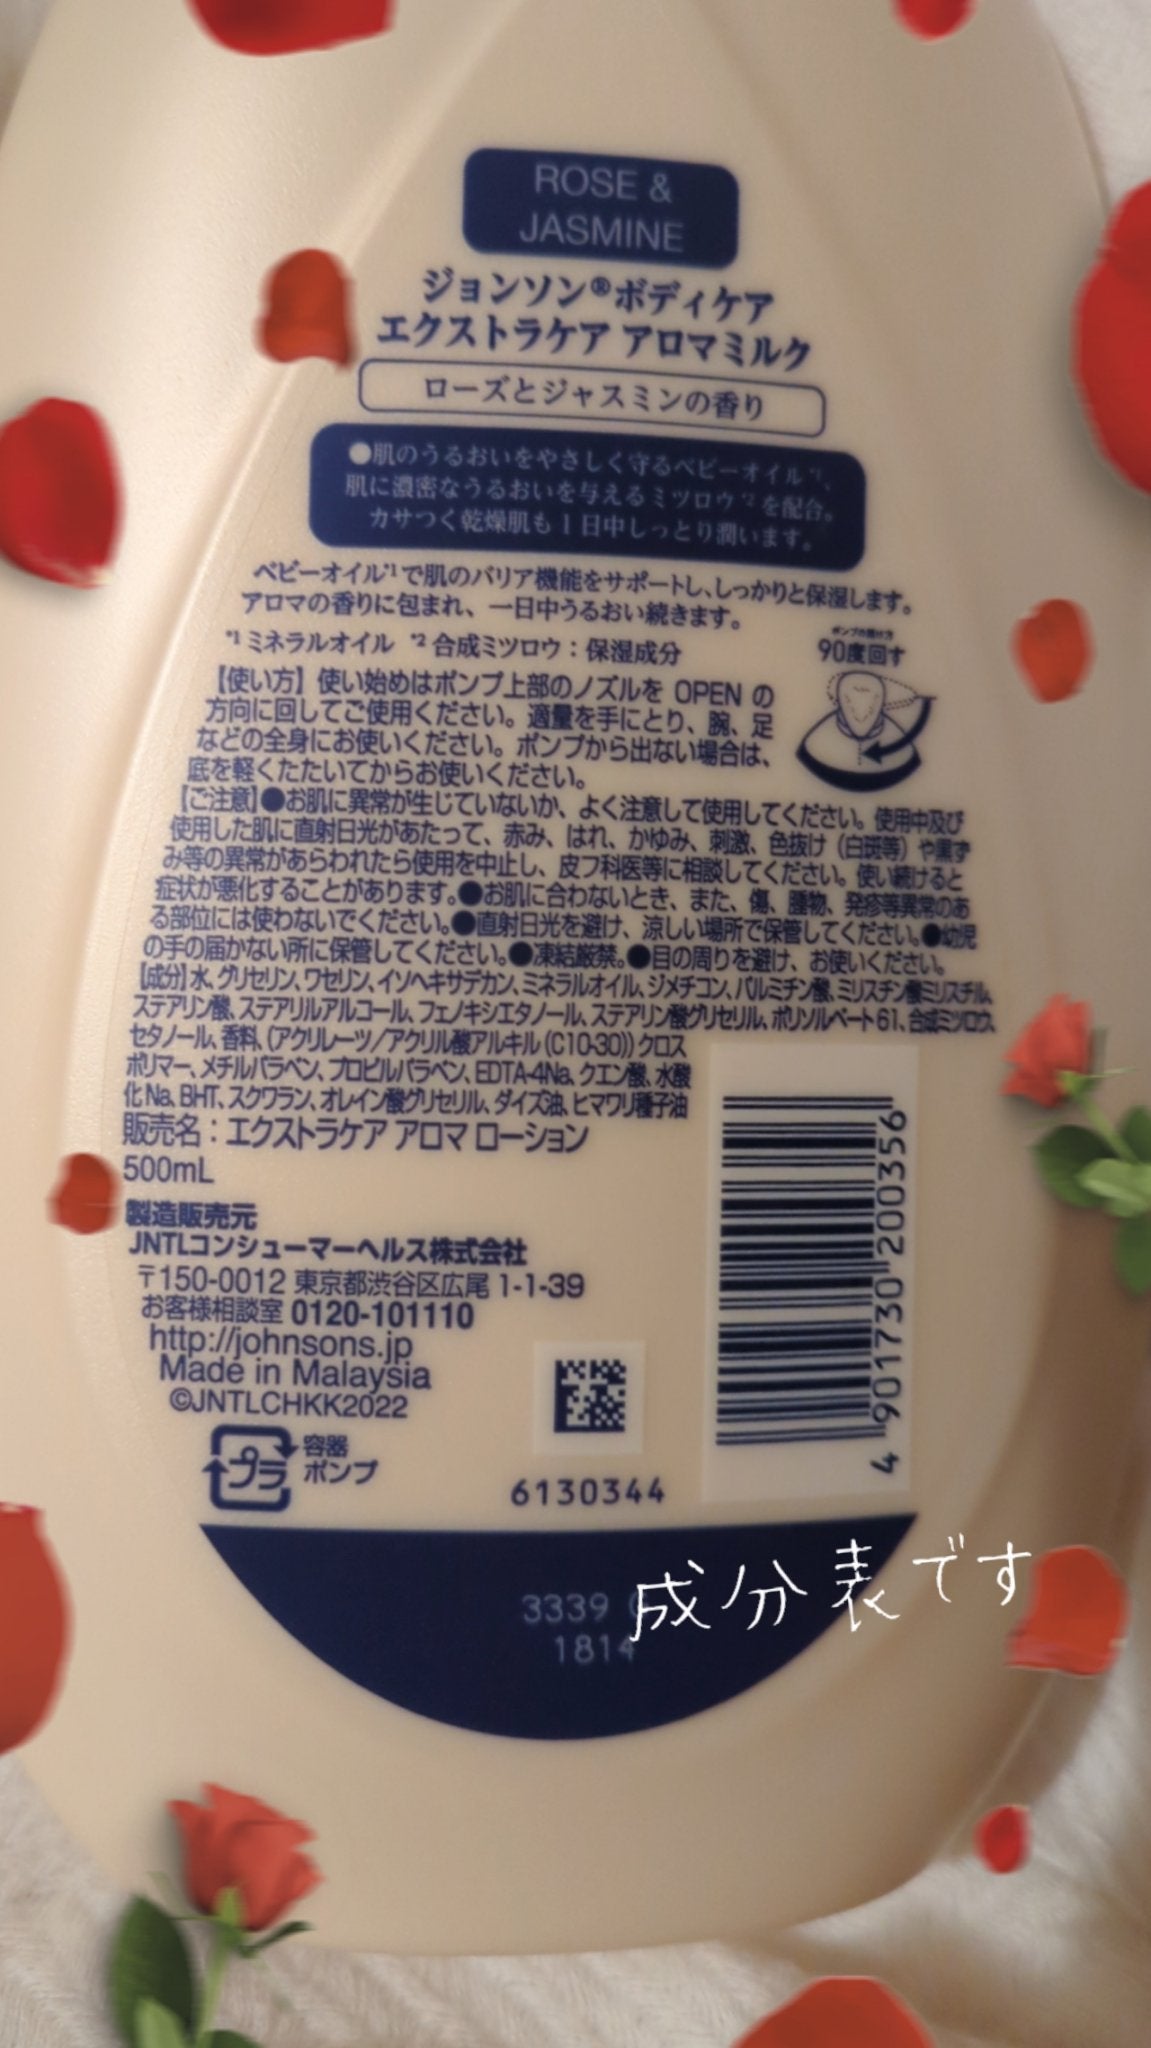 ROSE &
JASMINE
ジョンソン®ボディケア
エクストラケア アロマミルク
ローズとジャスミンの香り
●肌のうるおいをやさしく守るベビーオイル*1、
肌に濃密なうるおいを与えるミツロウ*2を配合。
カサつく乾燥肌も1日中しっとり潤います。
ベビーオイル*1で肌のバリア機能をサポートし、しっかりと保湿します。
アロマの香りに包まれ、一日中うるおい続きます。
*1 ミネラルオイル *2 合成ミツロウ：保湿成分
ポンプの開け方
90度回す
【使い方】使い始めはポンプ上部のノズルを OPEN の
方向に回してご使用ください。適量を手にとり、腕、足
などの全身にお使いください。ポンプから出ない場合は、
底を軽くたたいてからお使いください。
【ご注意】●お肌に異常が生じていないか、よく注意して使用してください。使用中及び
使用した肌に直射日光があたって、赤み、はれ、かゆみ、刺激、色抜け（白斑等）や黒ず
み等の異常があらわれたら使用を中止し、皮フ科医等に相談してください。使い続けると
症状が悪化することがあります。●お肌に合わないとき、また、傷、腫物、発疹等異常のあ
る部位には使わないでください。●直射日光を避け、涼しい場所で保管してください。●幼児
の手の届かない所に保管してください。●凍結厳禁。●目の周りを避け、お使いください。
【成分】水、グリセリン、ワセリン、イソヘキサデカン、ミネラルオイル、ジメチコン、パルミチン酸、ミリスチン酸ミリスチル、
ステアリン酸、ステアリルアルコール、フェノキシエタノール、ステアリン酸グリセリル、ポリソルベート61、合成ミツロウ、
セタノール、香料、（アクリレーツ／アクリル酸アルキル（C10-30））クロス
ポリマー、メチルパラベン、プロピルパラベン、EDTA-4Na、クエン酸、水酸
化Na、BHT、スクワラン、オレイン酸グリセリル、ダイズ油、ヒマワリ種子油
販売名：エクストラケア アロマ ローション
500mL
製造販売元
JNTLコンシューマーヘルス株式会社
〒150-0012 東京都渋谷区広尾 1-1-39
お客様相談室 0120-101110
http://johnsons.jp
Made in Malaysia
©JNTLCHKK2022
プラ
容器
ポンプ
6130344
4 901730 200356
3339
1814
成分表です